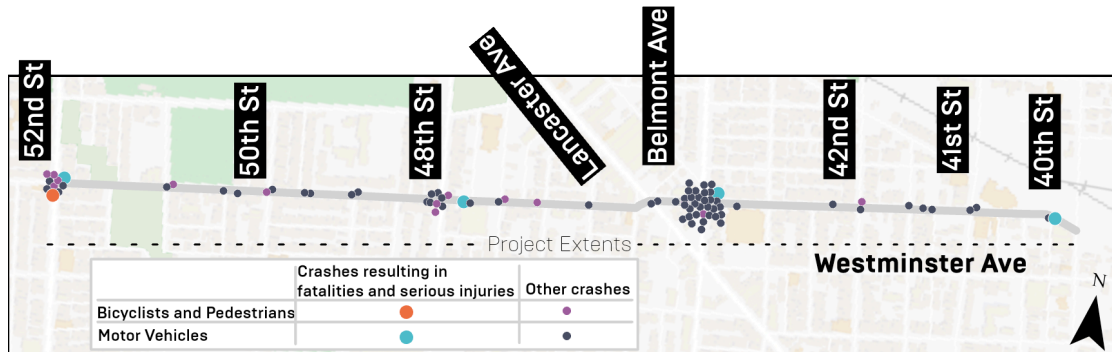 52nd St
50th St
48th St
Lancaster Ave
Belmont Ave
42nd St
41st St
40th St
Project Extents
Westminster Ave
N
Crashes resulting in
fatalities and serious injuries
Other crashes
Bicyclists and Pedestrians
Motor Vehicles